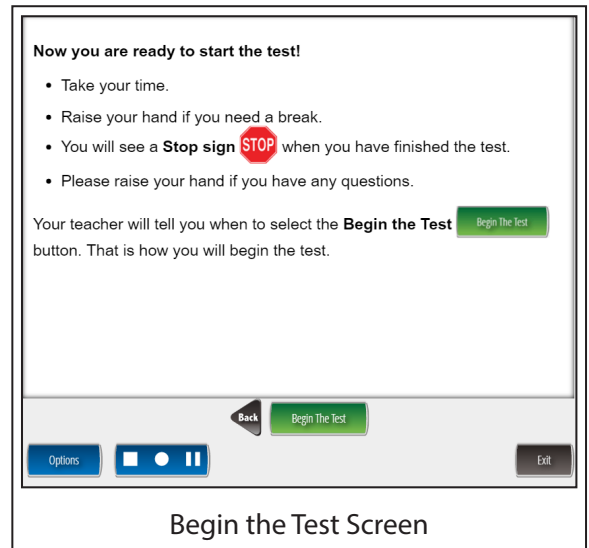 Now you are ready to start the test!
• Take your time.
• Raise your hand if you need a break.
• You will see a Stop sign STOP when you have finished the test.
• Please raise your hand if you have any questions.
Your teacher will tell you when to select the Begin the Test Begin The Test
button. That is how you will begin the test.
Back Begin The Test
Options Exit
Begin the Test Screen